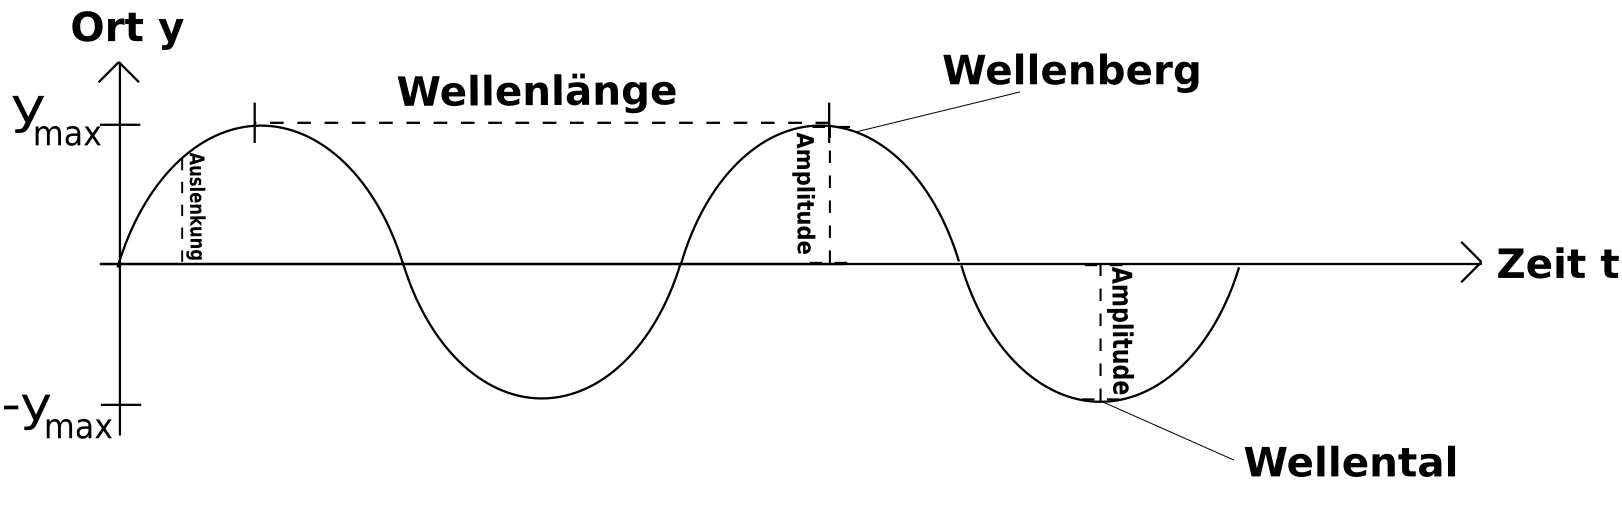 Ort y
Wellenberg
Wellenlänge
ymax
Amplitude
Auslenkung
Zeit t
Amplitude
-ymax
Wellental